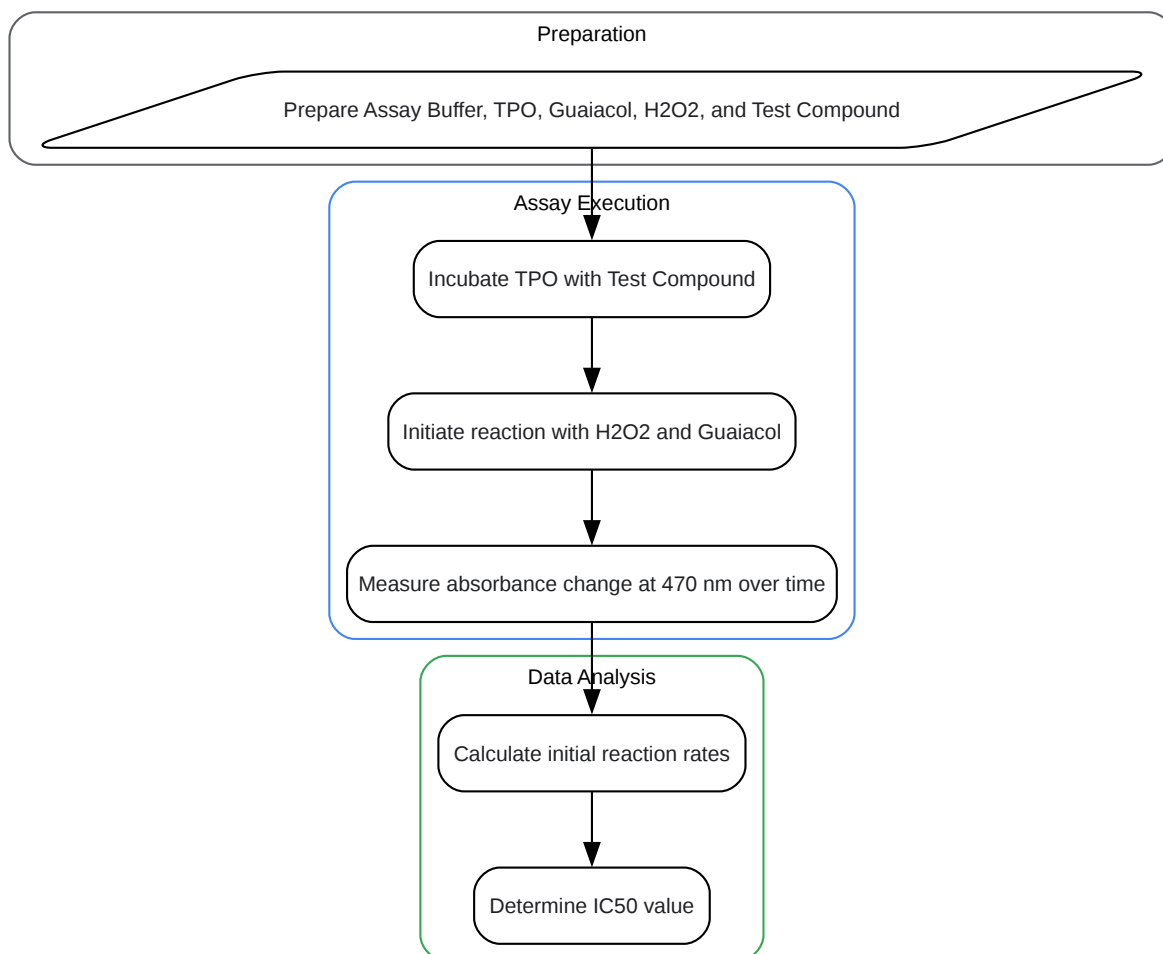 Preparation
Prepare Assay Buffer, TPO, Guaiacol, H2O2, and Test Compound
Assay Execution
Incubate TPO with Test Compound
Initiate reaction with H2O2 and Guaiacol
Measure absorbance change at 470 nm over time
Data Analysis
Calculate initial reaction rates
Determine IC50 value